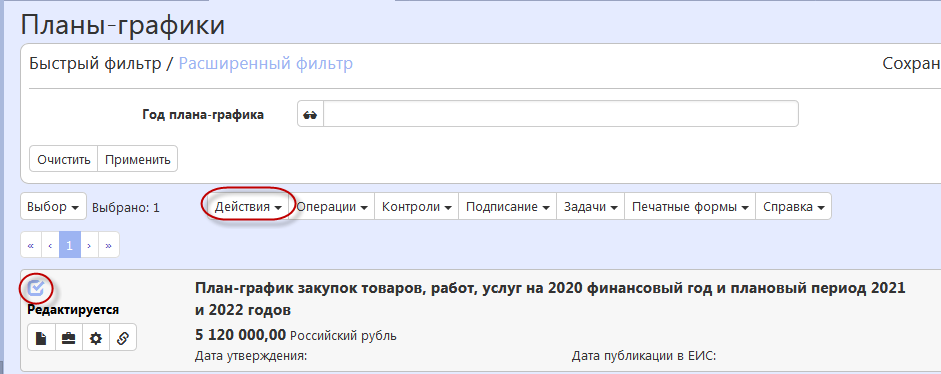 Планы-графики
Быстрый фильтр / Расширенный фильтр Сохран
Год плана-графика
Очистить Применить
Выбор Выбрано: 1 Действия Операции Контроли Подписание Задачи Печатные формы Справка
« ‹ 1 › »
План-график закупок товаров, работ, услуг на 2020 финансовый год и плановый период 2021
Редактируется и 2022 годов
5 120 000,00 Российский рубль
Дата утверждения: Дата публикации в ЕИС: